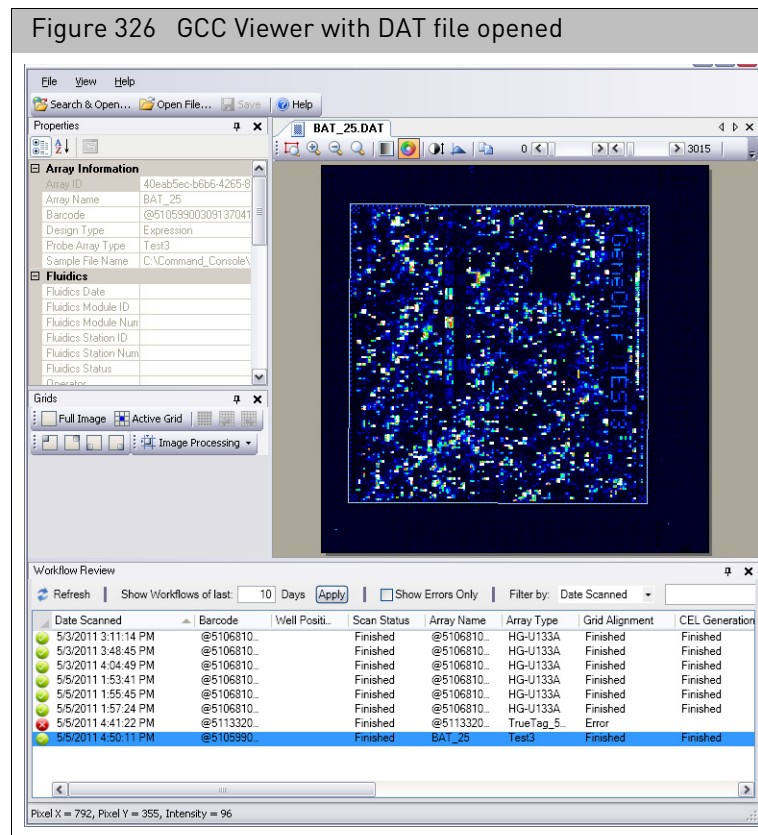 Figure 326 GCC Viewer with DAT file opened
File View Help
Search & Open... Open File... Save Help
Properties
BAT_25.DAT
0 3015
Array Information
Array ID 40eab5ec-b6b6-4265-8
Array Name BAT_25
Barcode @51059900309137041
Design Type Expression
Probe Array Type Test3
Sample File Name C:\Command_Console\
Fluidics
Fluidics Date
Fluidics Module ID
Fluidics Module Num
Fluidics Station ID
Fluidics Station Num
Fluidics Status
Operator
Grids
Full Image Active Grid
Image Processing
Workflow Review
Refresh Show Workflows of last: 10 Days Apply Show Errors Only Filter by: Date Scanned
Date Scanned Barcode Well Positi... Scan Status Array Name Array Type Grid Alignment CEL Generation
5/3/2011 3:11:14 PM @5106810... Finished @5106810... HG-U133A Finished Finished
5/3/2011 3:48:45 PM @5106810... Finished @5106810... HG-U133A Finished Finished
5/3/2011 4:04:49 PM @5106810... Finished @5106810... HG-U133A Finished Finished
5/5/2011 1:53:41 PM @5106810... Finished @5106810... HG-U133A Finished Finished
5/5/2011 1:55:45 PM @5106810... Finished @5106810... HG-U133A Finished Finished
5/5/2011 1:57:24 PM @5106810... Finished @5106810... HG-U133A Finished Finished
5/5/2011 4:41:22 PM @5113320... Finished @5113320... TrueTag_5... Error
5/5/2011 4:50:11 PM @5105990... Finished BAT_25 Test3 Finished Finished
Pixel X = 792, Pixel Y = 355, Intensity = 96